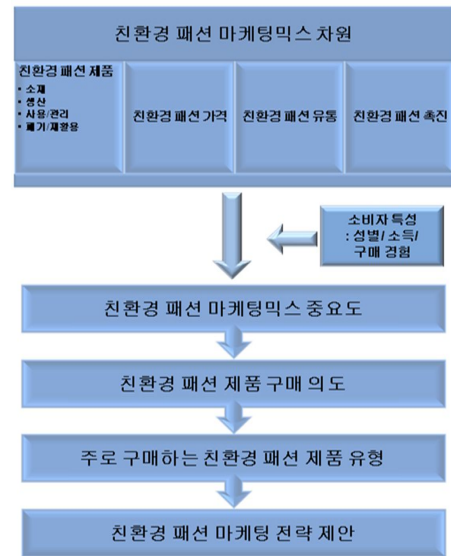 친환경 패션 마케팅믹스 차원
친환경 패션 제품
▪ 소재
▪ 생산
▪ 사용/관리
▪ 폐기/재활용
친환경 패션 가격
친환경 패션 유통
친환경 패션 촉진
소비자 특성
: 성별/ 소득/
구매 경험
친환경 패션 마케팅믹스 중요도
친환경 패션 제품 구매 의도
주로 구매하는 친환경 패션 제품 유형
친환경 패션 마케팅 전략 제안